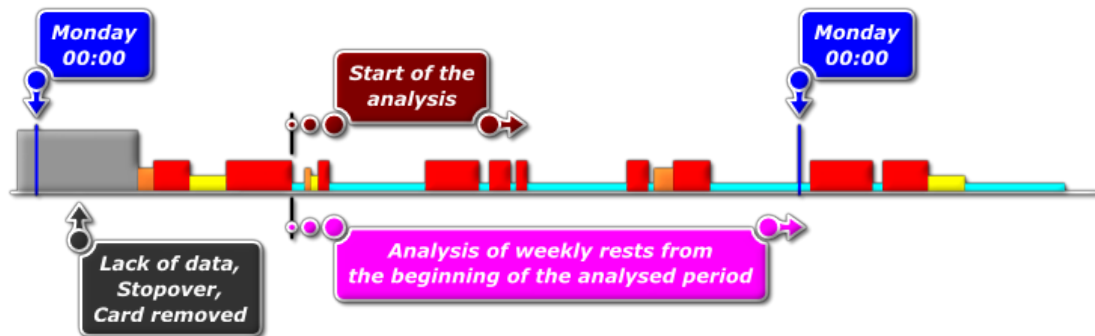 Monday
00:00
Start of the
analysis
Monday
00:00
Lack of data,
Stopover,
Card removed
Analysis of weekly rests from
the beginning of the analysed period